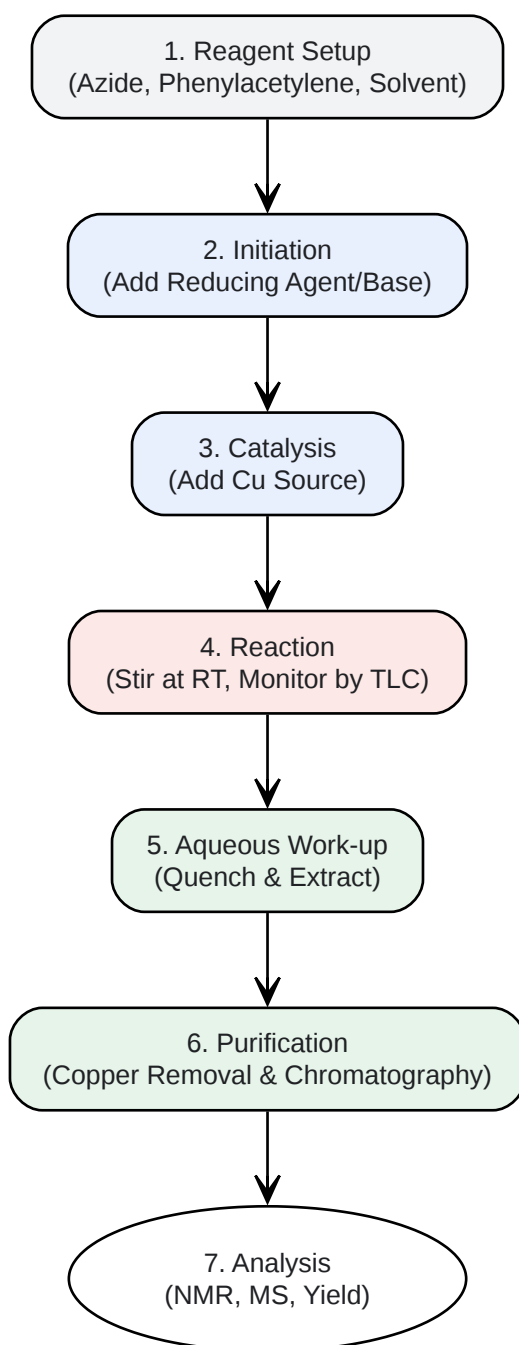 1. Reagent Setup
(Azide, Phenylacetylene, Solvent)
2. Initiation
(Add Reducing Agent/Base)
3. Catalysis
(Add Cu Source)
4. Reaction
(Stir at RT, Monitor by TLC)
5. Aqueous Work-up
(Quench & Extract)
6. Purification
(Copper Removal & Chromatography)
7. Analysis
(NMR, MS, Yield)